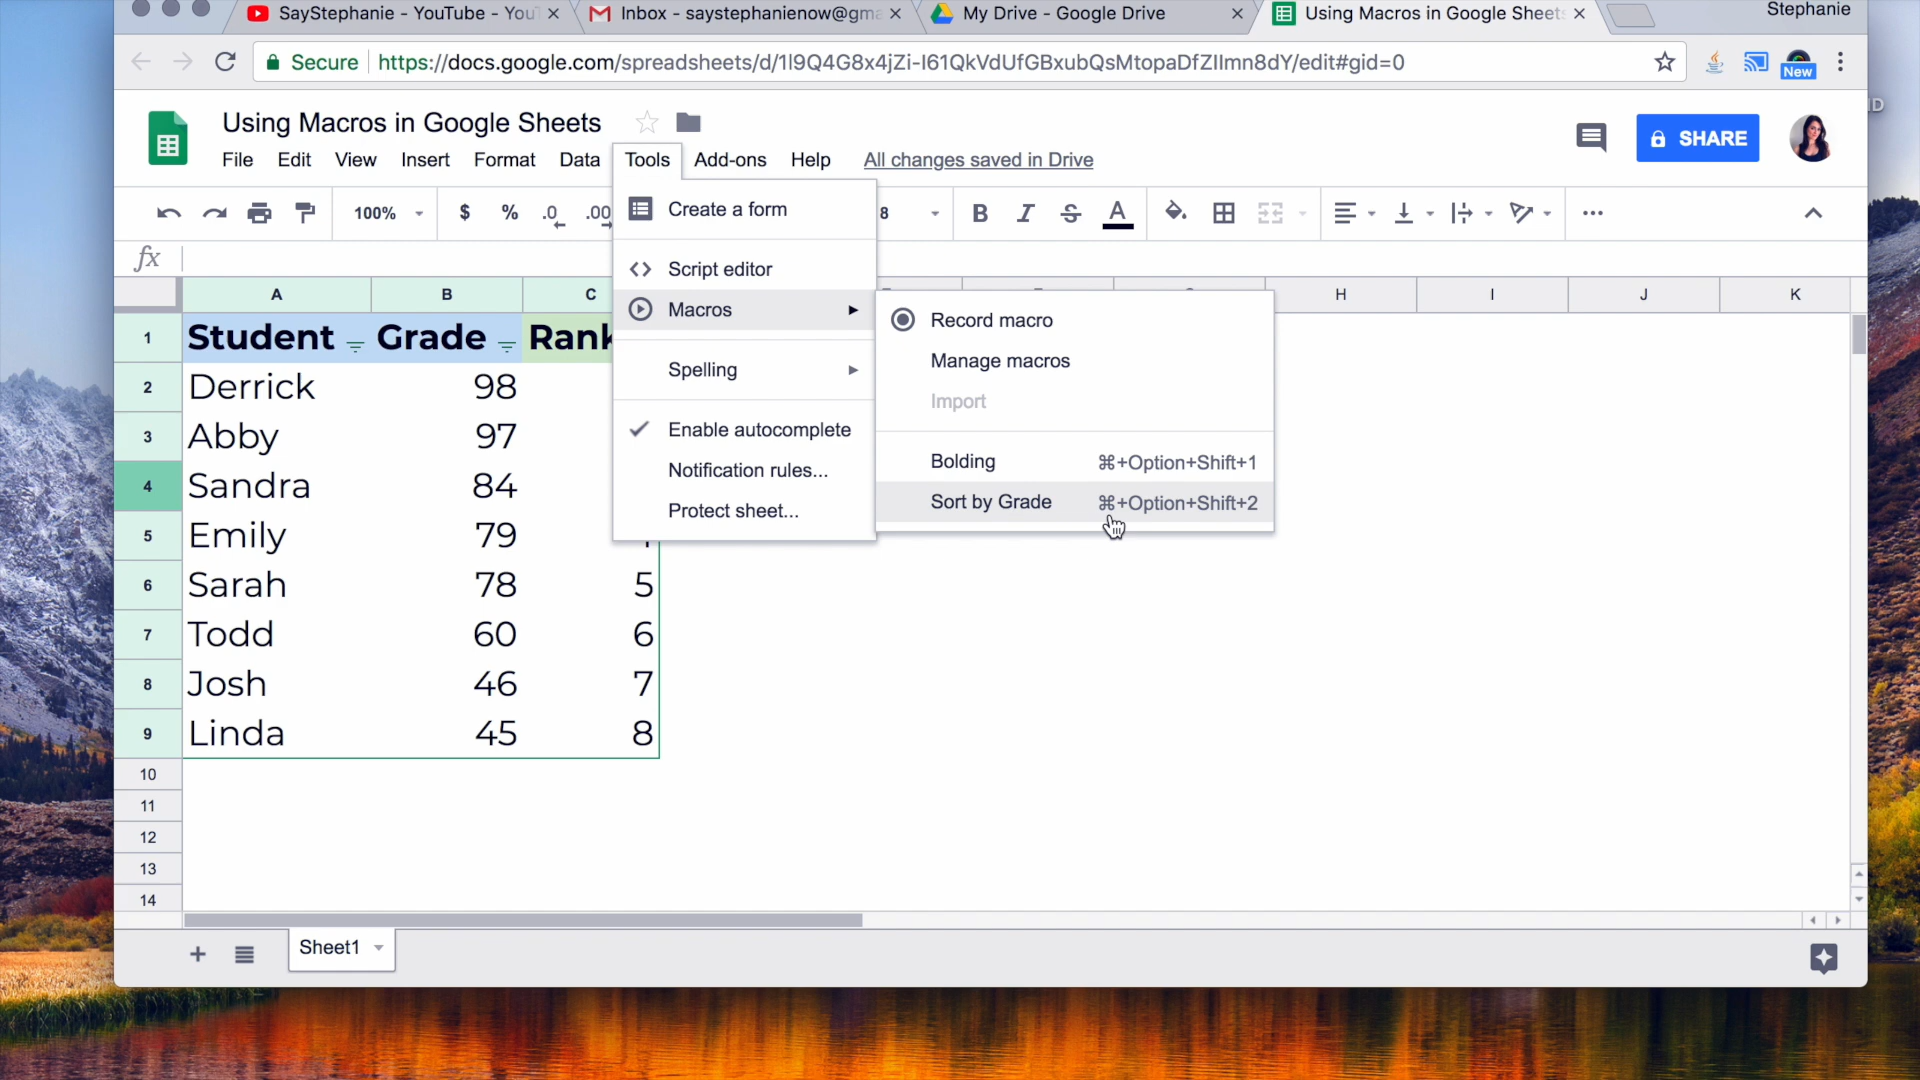 SayStephanie - YouTube - You
Inbox - saystephanienow@gma
My Drive - Google Drive
Using Macros in Google Sheets
Stephanie
Secure
https://docs.google.com/spreadsheets/d/1l9Q4G8x4jZi-I61QkVdUfGBxubQsMtopaDfZIImn8dY/edit#gid=0
New
Using Macros in Google Sheets
SHARE
File Edit View Insert Format Data Tools Add-ons Help All changes saved in Drive
100% $ % .0 .00 8 B I S A
Create a form
fx
Script editor
Macros
Spelling
Enable autocomplete
Notification rules...
Protect sheet...
Record macro
Manage macros
Import
Bolding ⌘+Option+Shift+1
Sort by Grade ⌘+Option+Shift+2
A B C H I J K
1 Student Grade Rank
2 Derrick 98
3 Abby 97
4 Sandra 84
5 Emily 79
6 Sarah 78 5
7 Todd 60 6
8 Josh 46 7
9 Linda 45 8
10
11
12
13
14
Sheet1